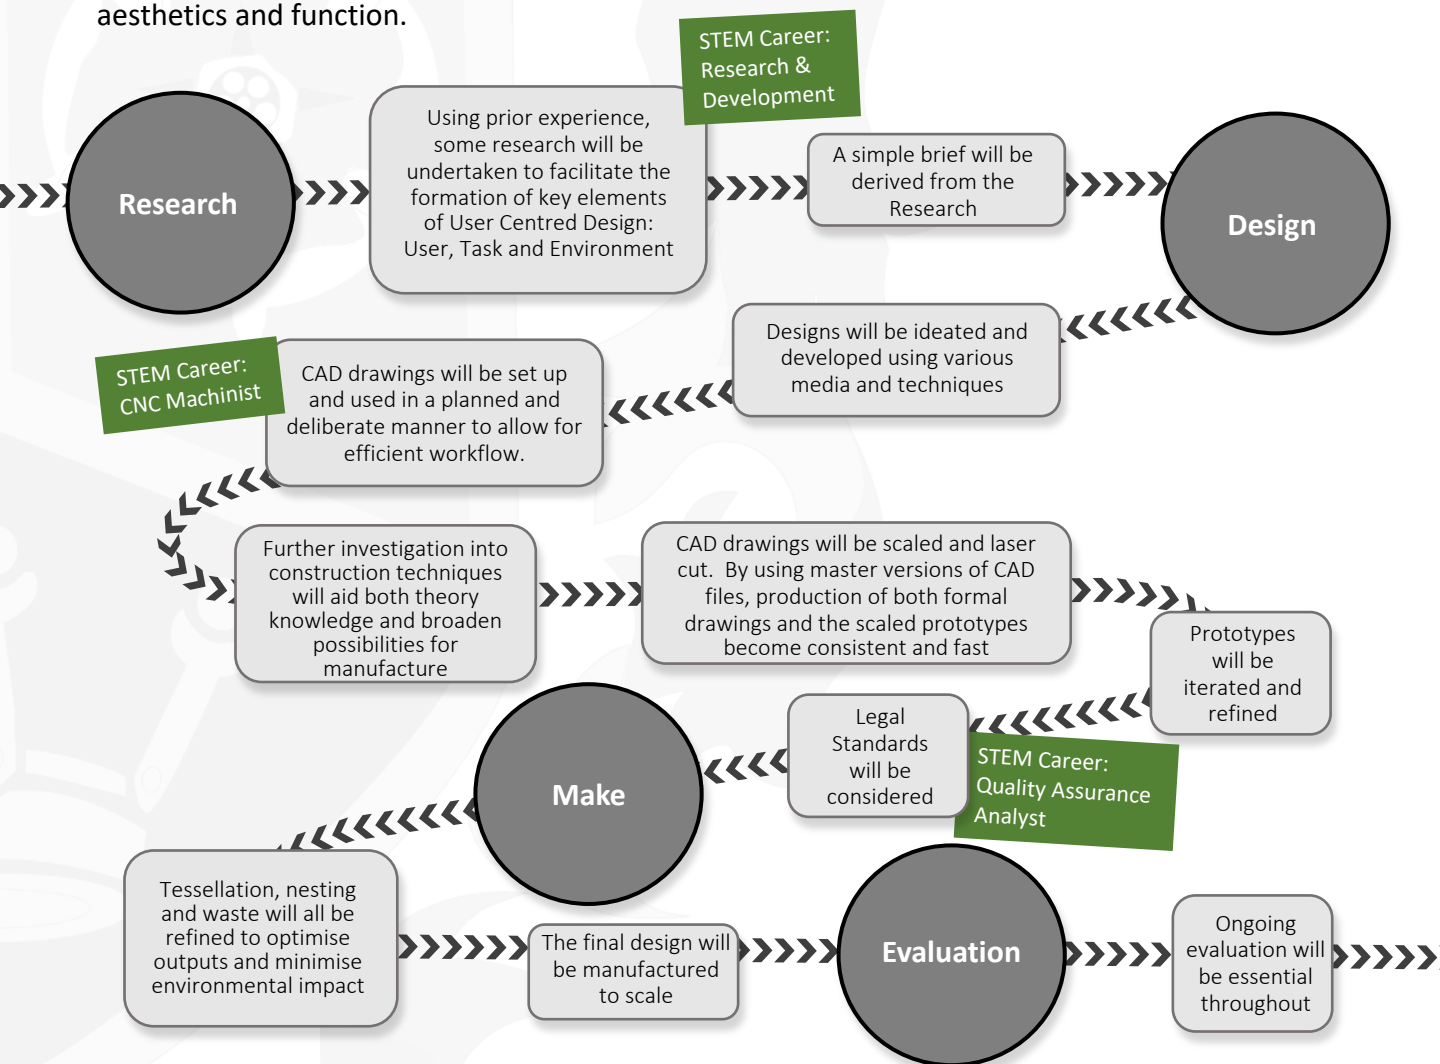 aesthetics and function.
Research
Using prior experience,
some research will be
undertaken to facilitate the
formation of key elements
of User Centred Design:
User, Task and Environment
STEM Career:
Research &
Development
A simple brief will be
derived from the
Research
Design
Designs will be ideated and
developed using various
media and techniques
CAD drawings will be set up
and used in a planned and
deliberate manner to allow for
efficient workflow.
STEM Career:
CNC Machinist
Further investigation into
construction techniques
will aid both theory
knowledge and broaden
possibilities for
manufacture
CAD drawings will be scaled and laser
cut.  By using master versions of CAD
files, production of both formal
drawings and the scaled prototypes
become consistent and fast
Prototypes
will be
iterated and
refined
Legal
Standards
will be
considered
STEM Career:
Quality Assurance
Analyst
Make
Tessellation, nesting
and waste will all be
refined to optimise
outputs and minimise
environmental impact
The final design will
be manufactured
to scale
Evaluation
Ongoing
evaluation will
be essential
throughout